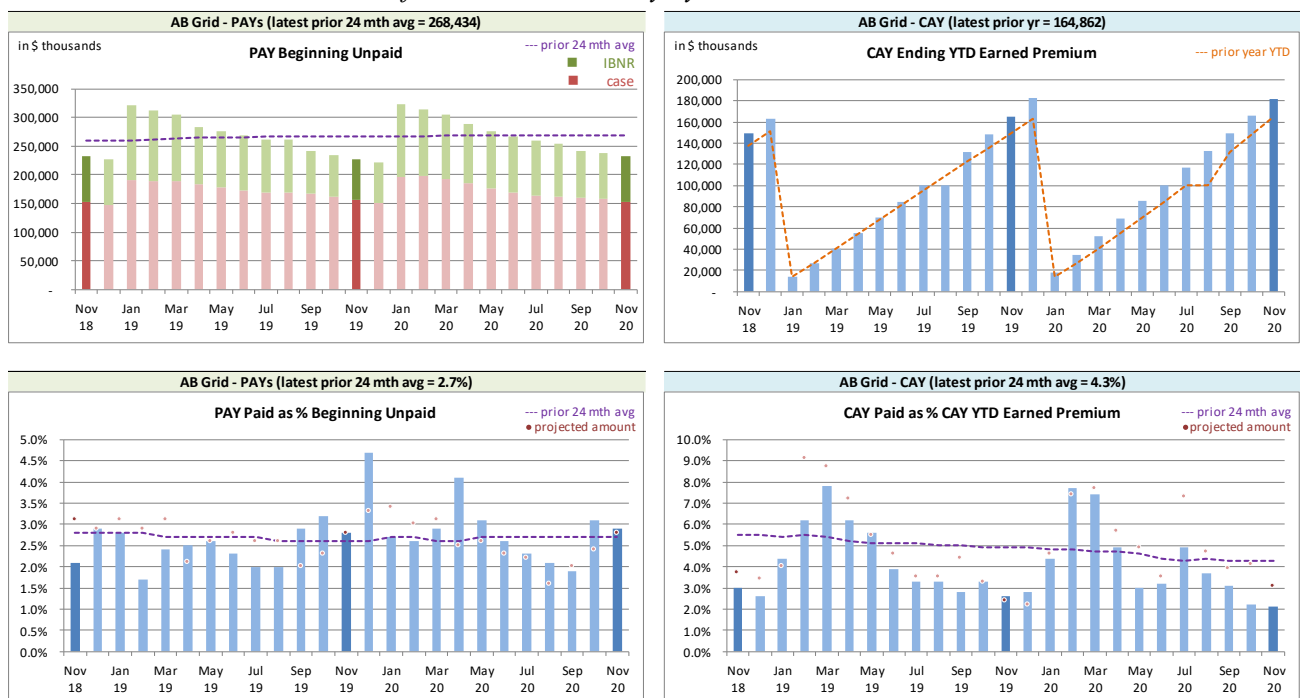 AB Grid - PAYs (latest prior 24 mth avg = 268,434)
in $ thousands
PAY Beginning Unpaid
--- prior 24 mth avg
IBNR
case
350,000
300,000
250,000
200,000
150,000
100,000
50,000
-
Nov 18 Jan 19 Mar 19 May 19 Jul 19 Sep 19 Nov 19 Jan 20 Mar 20 May 20 Jul 20 Sep 20 Nov 20
AB Grid - CAY (latest prior yr = 164,862)
in $ thousands
CAY Ending YTD Earned Premium
--- prior year YTD
200,000
180,000
160,000
140,000
120,000
100,000
80,000
60,000
40,000
20,000
-
Nov 18 Jan 19 Mar 19 May 19 Jul 19 Sep 19 Nov 19 Jan 20 Mar 20 May 20 Jul 20 Sep 20 Nov 20
AB Grid - PAYs (latest prior 24 mth avg = 2.7%)
PAY Paid as % Beginning Unpaid
--- prior 24 mth avg
projected amount
5.0%
4.5%
4.0%
3.5%
3.0%
2.5%
2.0%
1.5%
1.0%
0.5%
0.0%
Nov 18 Jan 19 Mar 19 May 19 Jul 19 Sep 19 Nov 19 Jan 20 Mar 20 May 20 Jul 20 Sep 20 Nov 20
AB Grid - CAY (latest prior 24 mth avg = 4.3%)
CAY Paid as % CAY YTD Earned Premium
--- prior 24 mth avg
projected amount
10.0%
9.0%
8.0%
7.0%
6.0%
5.0%
4.0%
3.0%
2.0%
1.0%
0.0%
Nov 18 Jan 19 Mar 19 May 19 Jul 19 Sep 19 Nov 19 Jan 20 Mar 20 May 20 Jul 20 Sep 20 Nov 20